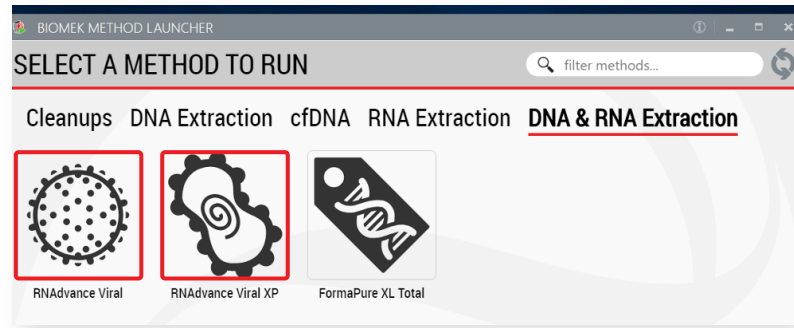 BIOMEK METHOD LAUNCHER
SELECT A METHOD TO RUN
filter methods...
Cleanups DNA Extraction cfDNA RNA Extraction DNA & RNA Extraction
RNAdvance Viral RNAdvance Viral XP FormaPure XL Total